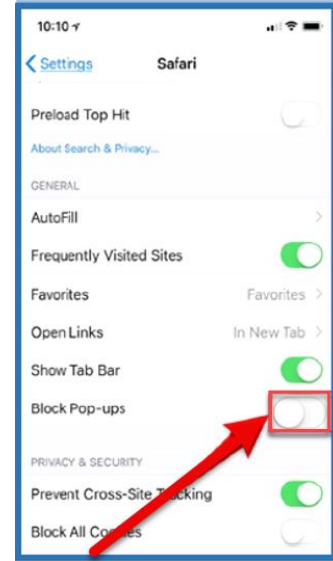 10:10
Settings
Safari
Preload Top Hit
About Search & Privacy...
GENERAL
AutoFill
Frequently Visited Sites
Favorites Favorites
Open Links In New Tab
Show Tab Bar
Block Pop-ups
PRIVACY & SECURITY
Prevent Cross-Site Tracking
Block All Cookies